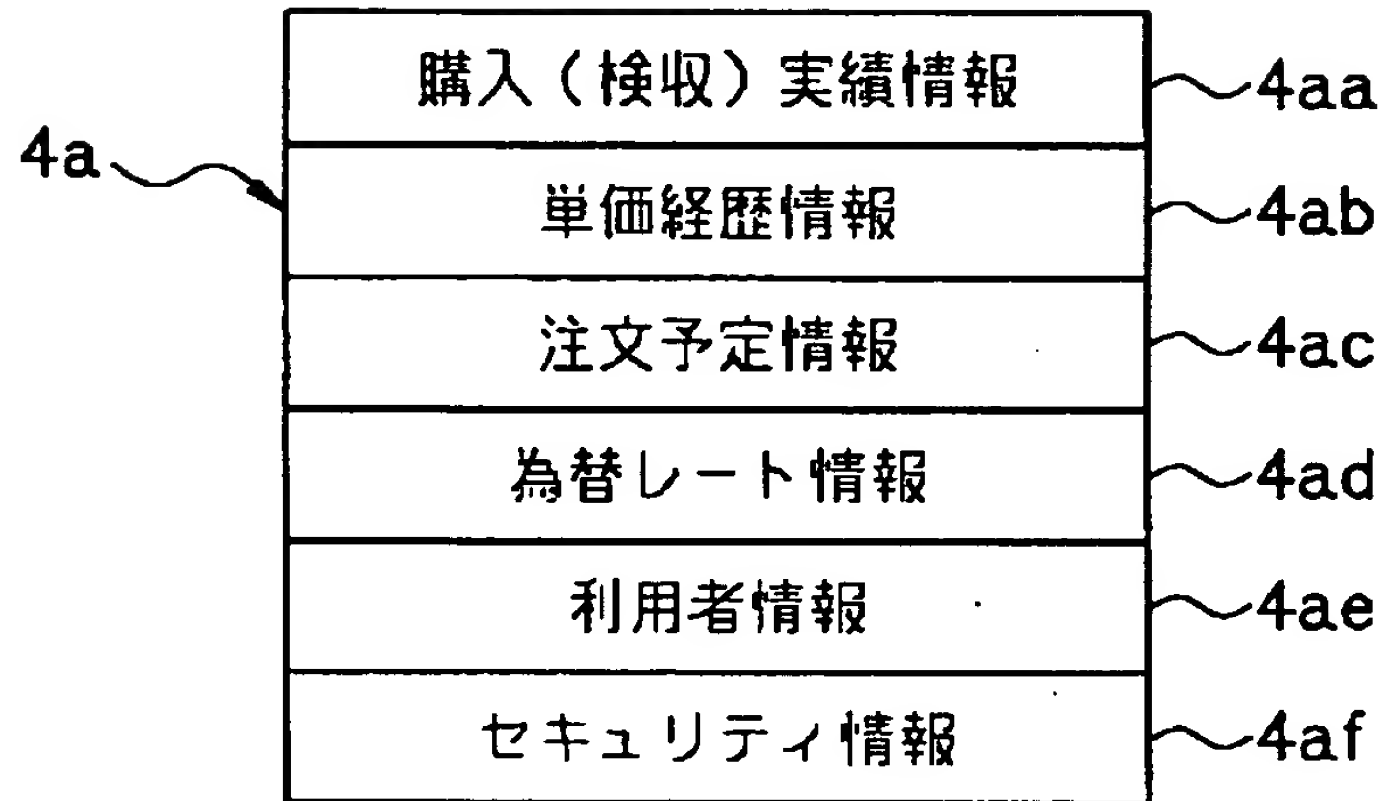 購入(検収)実績情報 4aa
4a
単価経歴情報 4ab
注文予定情報 4ac
為替レート情報 4ad
利用者情報 4ae
セキュリティ情報 4af